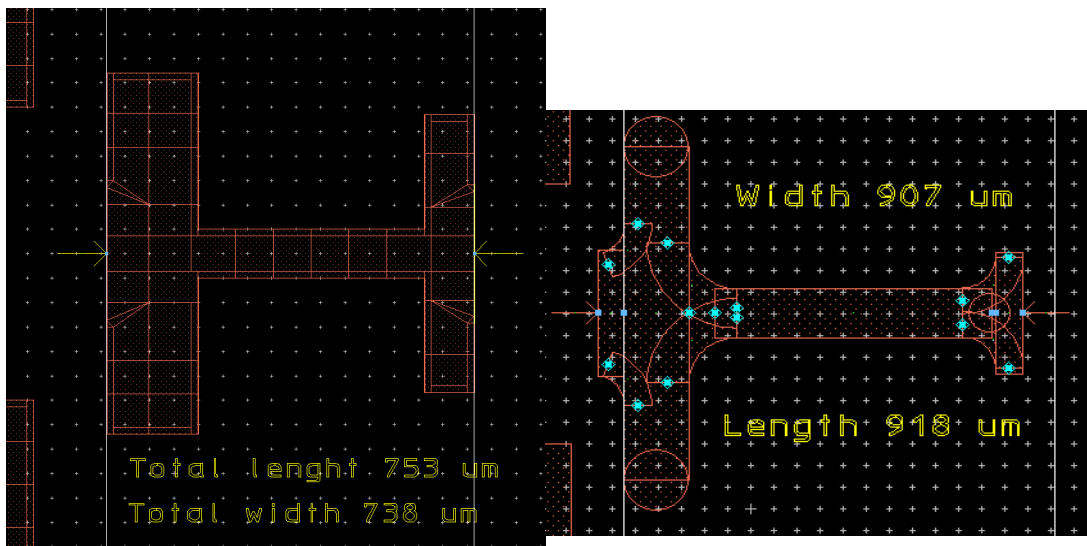 Total lenght 753 um
Total width 738 um
Width 907 um
Length 918 um